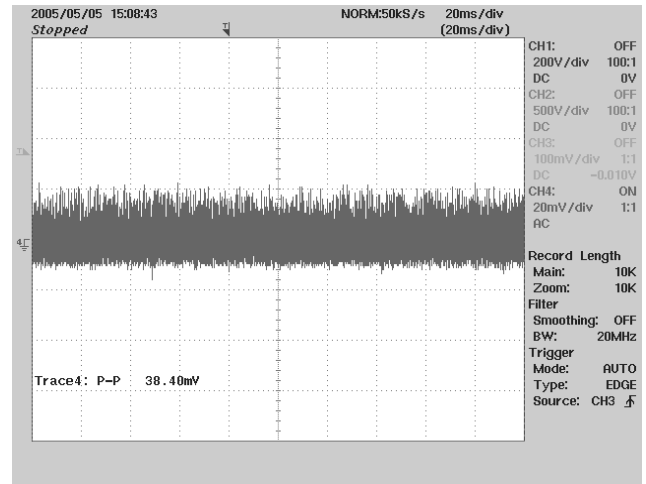 2005/05/05 15:08:43 NORM:50kS/s 20ms/div
Stopped (20ms/div)
CH1: OFF
200V/div 100:1
DC 0V
CH2: OFF
500V/div 100:1
DC 0V
CH3: OFF
100mV/div 1:1
DC -0.010V
CH4: ON
20mV/div 1:1
AC
Record Length
Main: 10K
Zoom: 10K
Filter
Smoothing: OFF
BW: 20MHz
Trigger
Mode: AUTO
Type: EDGE
Source: CH3
Trace4: P-P 38.40mV